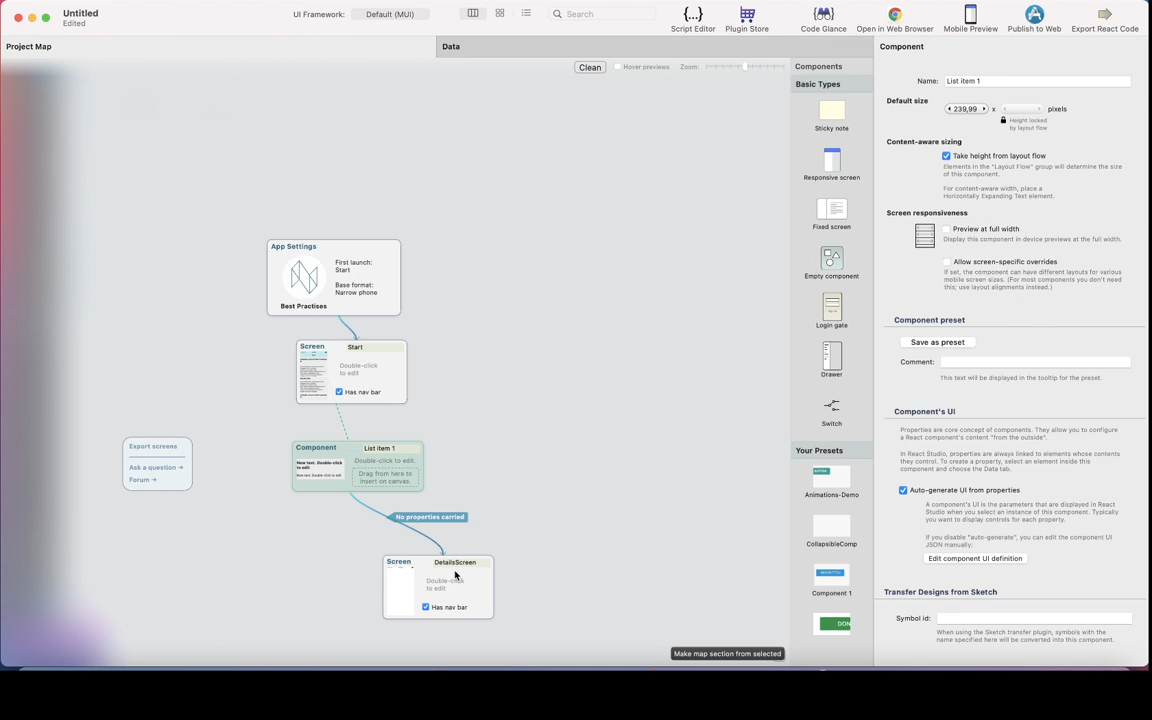 Untitled
Edited
UI Framework:
Default (MUI)
Search
Script Editor
Plugin Store
Code Glance
Open in Web Browser
Mobile Preview
Publish to Web
Export React Code
Project Map
Data
Clean
Hover previews
Zoom:
App Settings
First launch:
Start
Base format:
Narrow phone
Best Practises
Screen
Start
Double-click
to edit
Has nav bar
Component
List item 1
New text. Double-click
to edit
Double-click to edit.
Drag from here to
insert on canvas.
No properties carried
Screen
DetailsScreen
Double-click
to edit
Has nav bar
Export screens
Ask a question →
Forum →
Make map section from selected
Components
Basic Types
Sticky note
Responsive screen
Fixed screen
Empty component
Login gate
Drawer
Switch
Your Presets
BUTTON
Animations-Demo
CollapsibleComp
Component 1
DON
Component
Name:
List item 1
Default size
239,99
x
pixels
Height locked
by layout flow
Content-aware sizing
Take height from layout flow
Elements in the "Layout Flow" group will determine the size
of this component.
For content-aware width, place a
Horizontally Expanding Text element.
Screen responsiveness
Preview at full width
Display this component in device previews at the full width.
Allow screen-specific overrides
If set, the component can have different layouts for various
mobile screen sizes. (For most components you don't need
this; use layout alignments instead.)
Component preset
Save as preset
Comment:
This text will be displayed in the tooltip for the preset.
Component's UI
Properties are core concept of components. They allow you to configure
a React component's content "from the outside".
In React Studio, properties are always linked to elements whose contents
they control. To create a property, select an element inside this
component and choose the Data tab.
Auto-generate UI from properties
A component's UI is the parameters that are displayed in React
Studio when you select an instance of this component. Typically
you want to display controls for each property.
If you disable "auto-generate", you can edit the component UI
JSON manually:
Edit component UI definition
Transfer Designs from Sketch
Symbol id:
When using the Sketch transfer plugin, symbols with the
name specified here will be converted into this component.